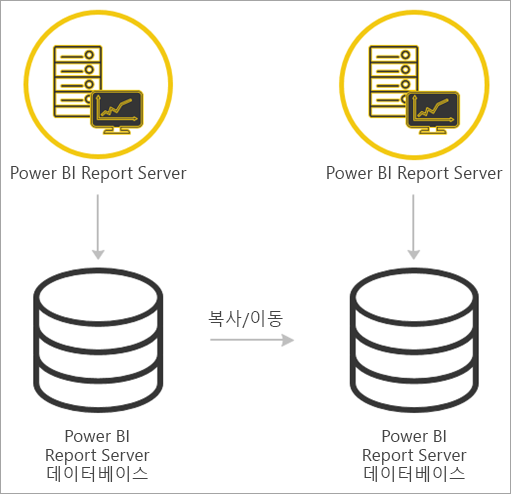 Power BI Report Server
Power BI Report Server
복사/이동
Power BI
Report Server
데이터베이스
Power BI
Report Server
데이터베이스